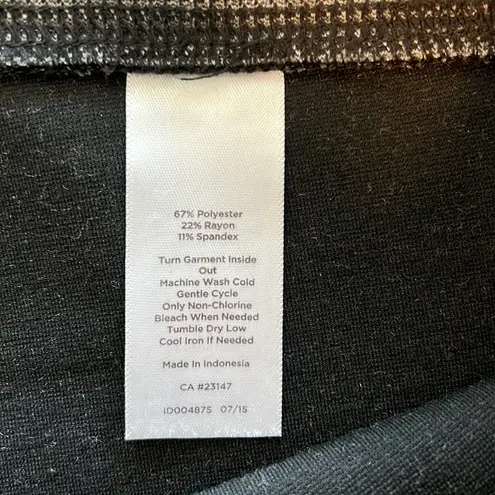 67% Polyester
22% Rayon
11% Spandex
Turn Garment Inside
Out
Machine Wash Cold
Gentle Cycle
Only Non-Chlorine
Bleach When Needed
Tumble Dry Low
Cool Iron If Needed
Made In Indonesia
CA #23147
ID004875 07/15